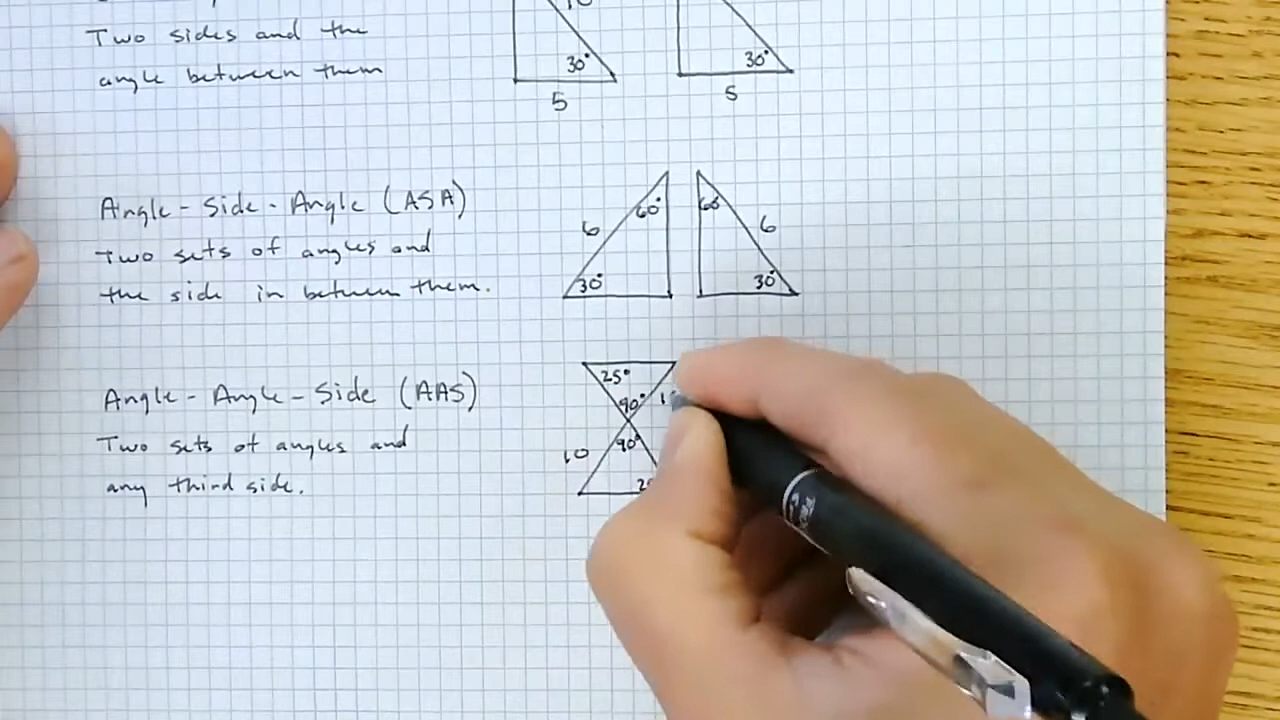 Two sides and the
angle between them
30°
30°
5
5
Angle - Side - Angle (ASA)
Two sets of angles and
the side in between them.
6
60°
30°
60
6
30°
Angle - Angle - Side (AAS)
Two sets of angles and
any third side.
25°
90°
90°
10